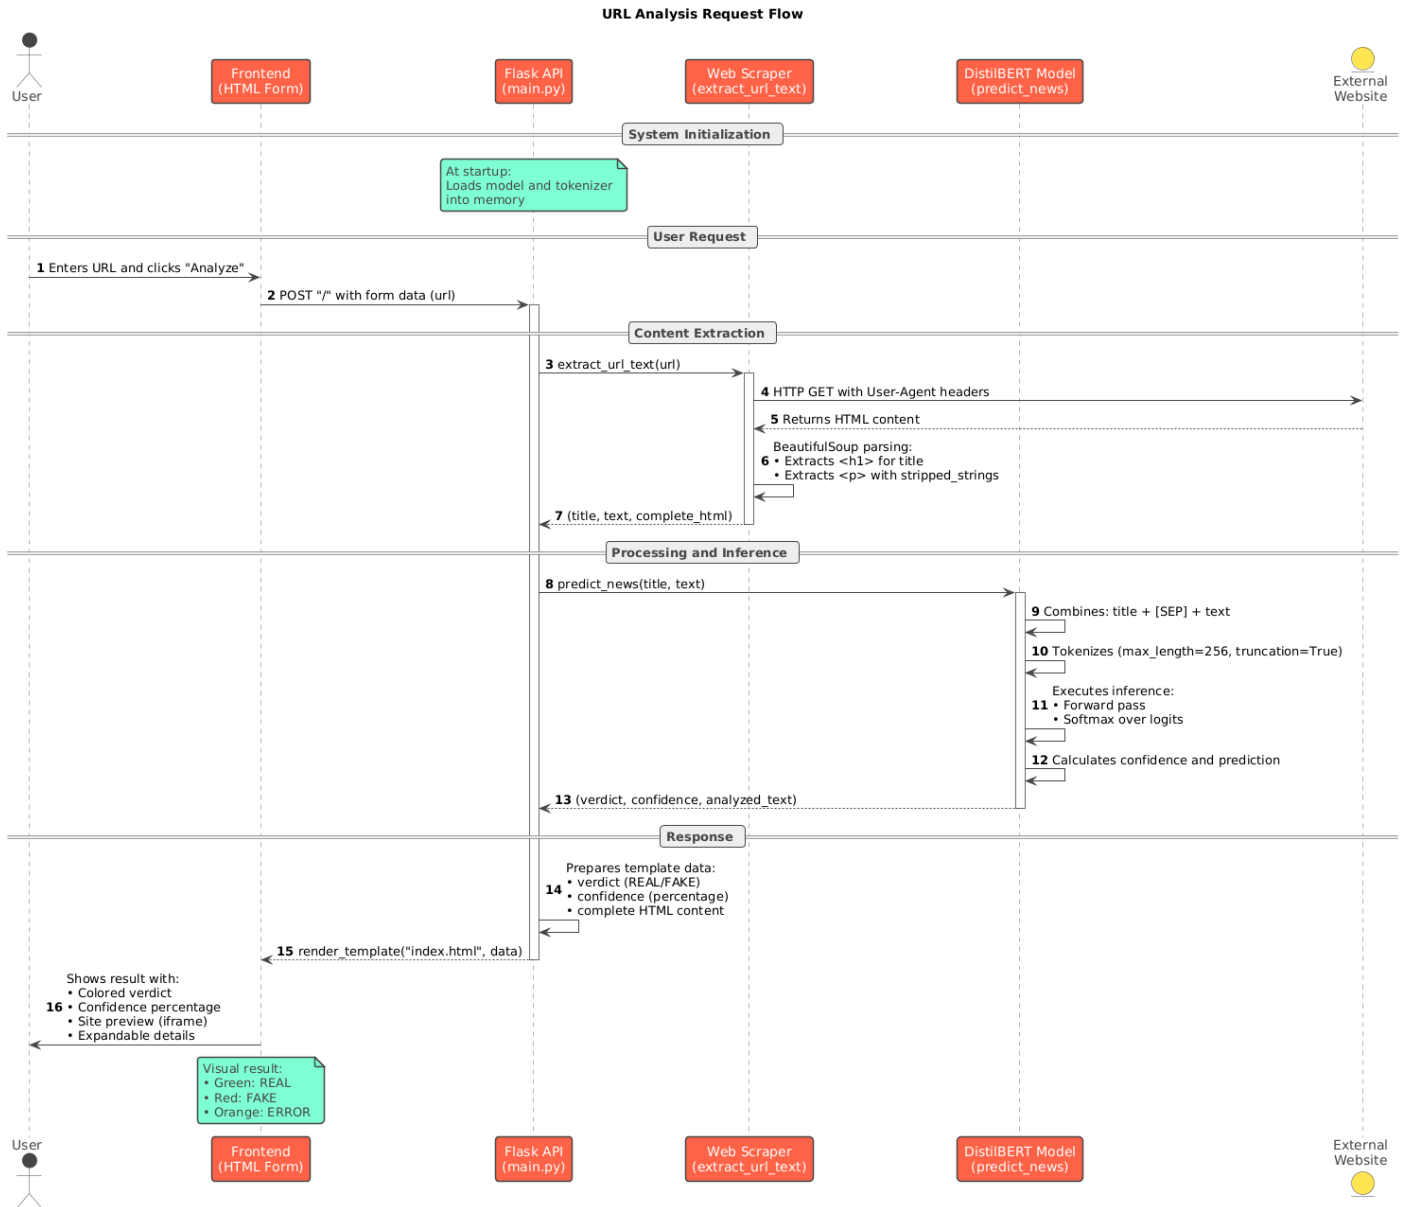 URL Analysis Request Flow
User
Frontend
(HTML Form)
Flask API
(main.py)
Web Scraper
(extract_url_text)
DistilBERT Model
(predict_news)
External
Website
System Initialization
At startup:
Loads model and tokenizer
into memory
User Request
1 Enters URL and clicks "Analyze"
2 POST "/" with form data (url)
Content Extraction
3 extract_url_text(url)
4 HTTP GET with User-Agent headers
5 Returns HTML content
BeautifulSoup parsing:
6 • Extracts <h1> for title
• Extracts <p> with stripped_strings
7 (title, text, complete_html)
Processing and Inference
8 predict_news(title, text)
9 Combines: title + [SEP] + text
10 Tokenizes (max_length=256, truncation=True)
Executes inference:
11 • Forward pass
• Softmax over logits
12 Calculates confidence and prediction
13 (verdict, confidence, analyzed_text)
Response
Prepares template data:
14 • verdict (REAL/FAKE)
• confidence (percentage)
• complete HTML content
15 render_template("index.html", data)
Shows result with:
• Colored verdict
16 • Confidence percentage
• Site preview (iframe)
• Expandable details
Visual result:
• Green: REAL
• Red: FAKE
• Orange: ERROR
User
Frontend
(HTML Form)
Flask API
(main.py)
Web Scraper
(extract_url_text)
DistilBERT Model
(predict_news)
External
Website